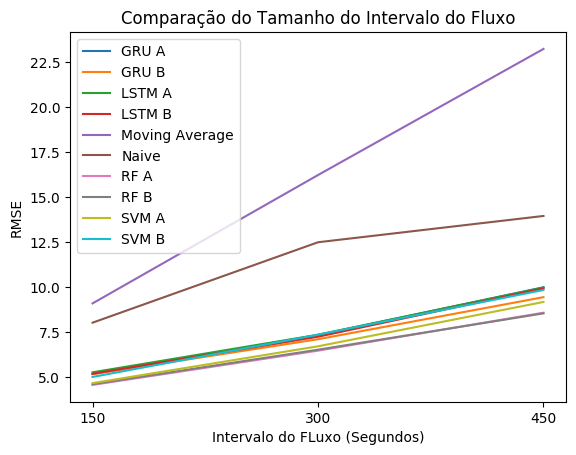 Comparação do Tamanho do Intervalo do Fluxo
GRU A
GRU B
LSTM A
LSTM B
Moving Average
Naive
RF A
RF B
SVM A
SVM B
RMSE
22.5
20.0
17.5
15.0
12.5
10.0
7.5
5.0
150 300 450
Intervalo do FLuxo (Segundos)